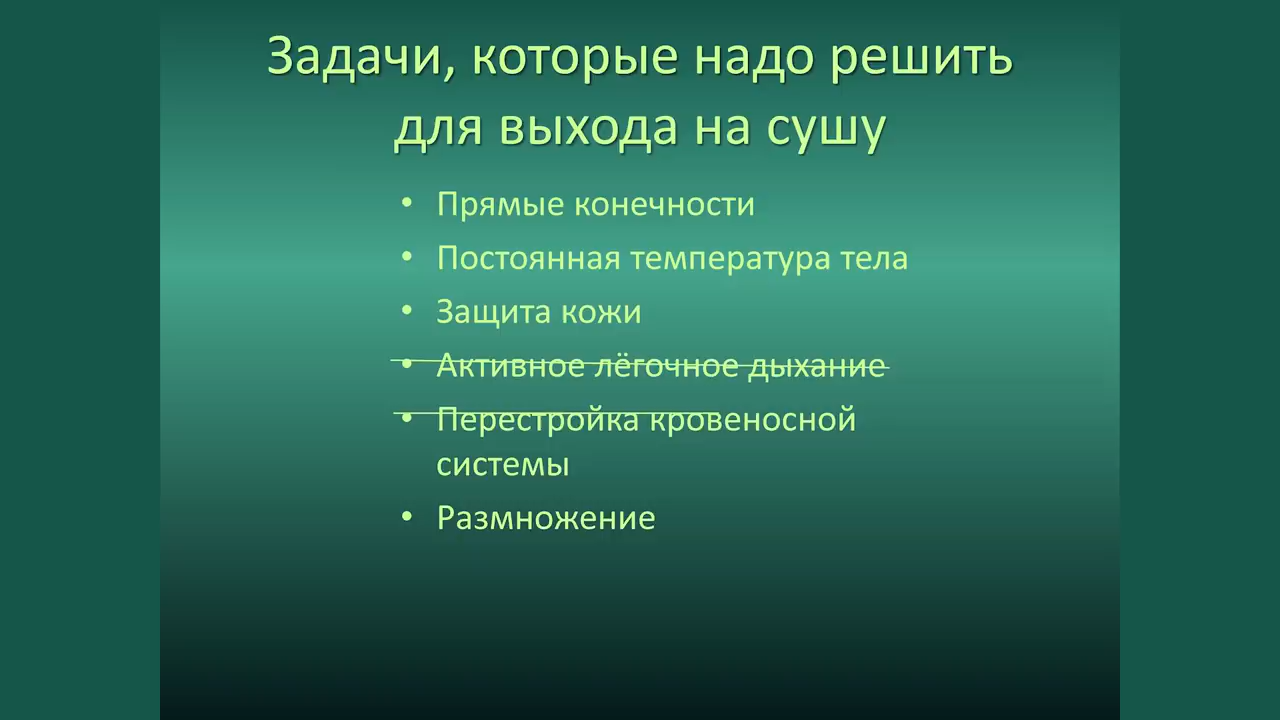 Задачи, которые надо решить
для выхода на сушу
• Прямые конечности
• Постоянная температура тела
• Защита кожи
• Активное лёгочное дыхание
• Перестройка кровеносной
системы
• Размножение